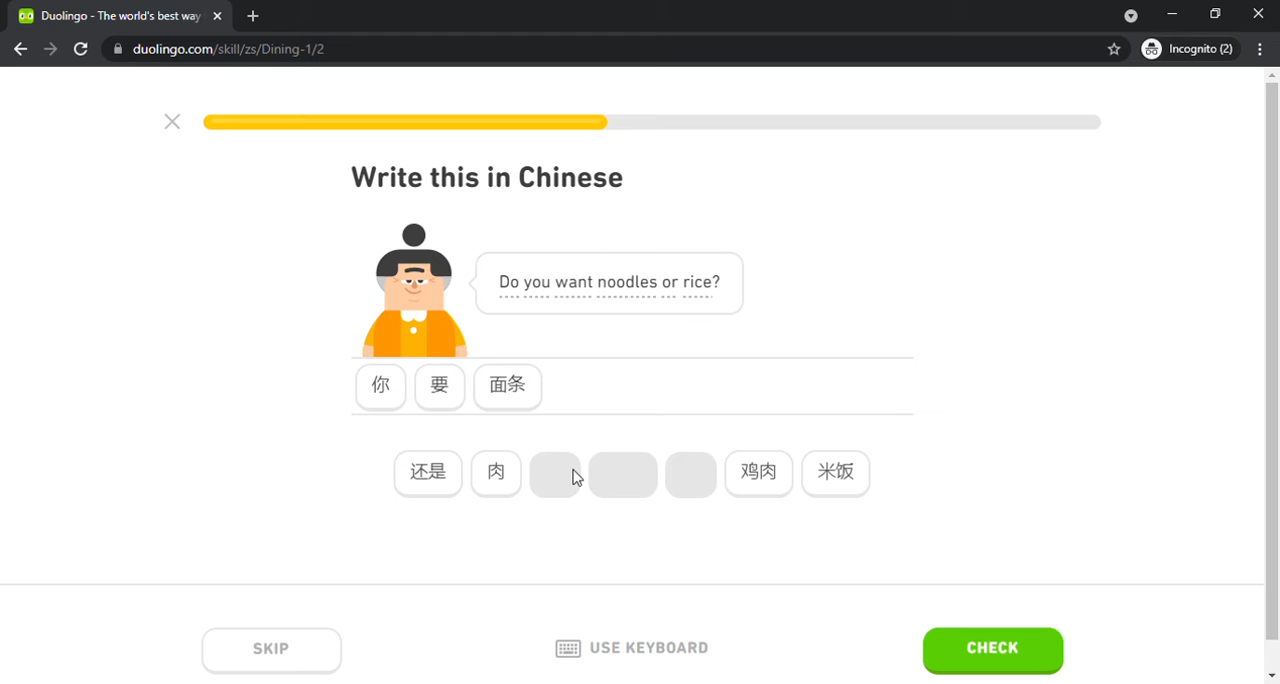 Duolingo - The world's best way
duolingo.com/skill/zs/Dining-1/2
Incognito (2)
Write this in Chinese
Do you want noodles or rice?
你 要 面条
还是 肉 鸡肉 米饭
SKIP
USE KEYBOARD
CHECK